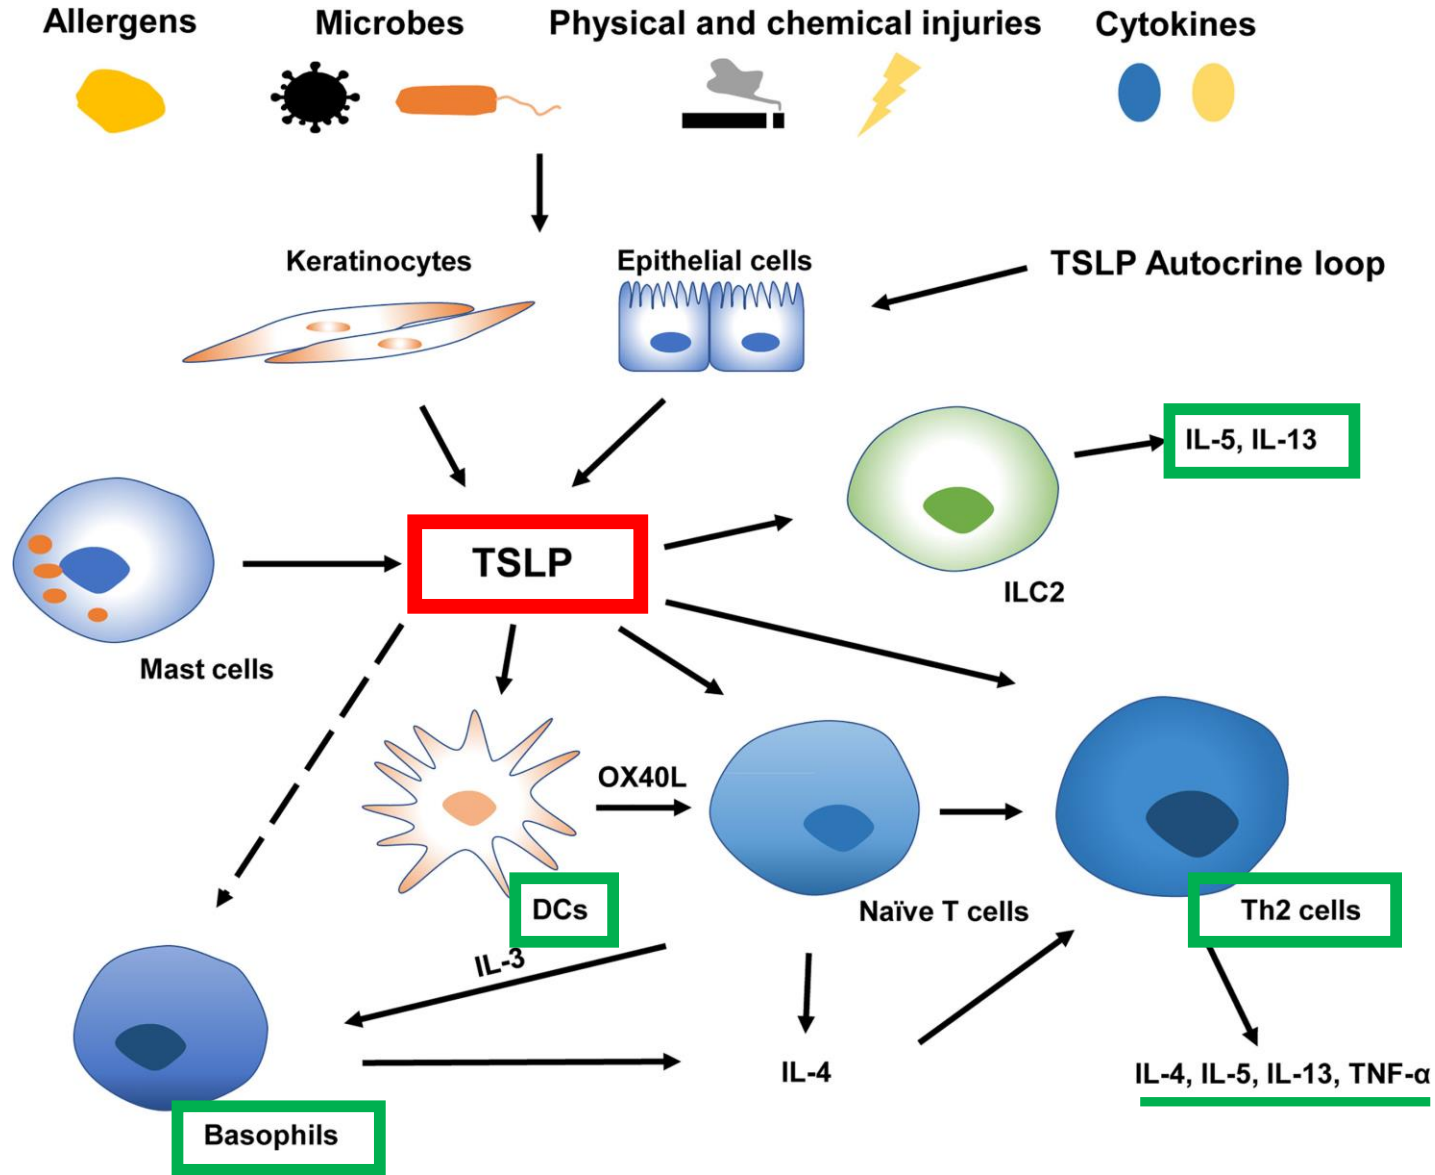 Allergens
Microbes
Physical and chemical injuries
Cytokines
Keratinocytes
Epithelial cells
TSLP Autocrine loop
IL-5, IL-13
TSLP
ILC2
Mast cells
OX40L
DCs
Naïve T cells
Th2 cells
IL-3
IL-4
IL-4, IL-5, IL-13, TNF-α
Basophils